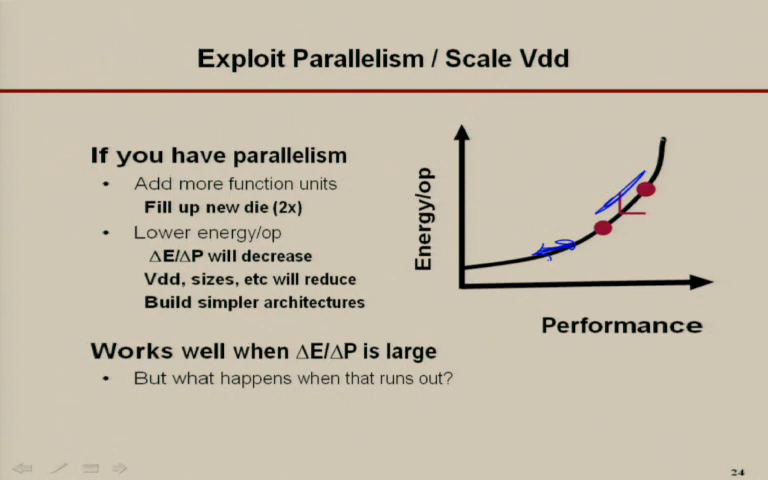 Exploit Parallelism / Scale Vdd
If you have parallelism
• Add more function units
Fill up new die (2x)
• Lower energy/op
ΔE/ΔP will decrease
Vdd, sizes, etc will reduce
Build simpler architectures
Works well when ΔE/ΔP is large
• But what happens when that runs out?
Energy/op
Performance
24